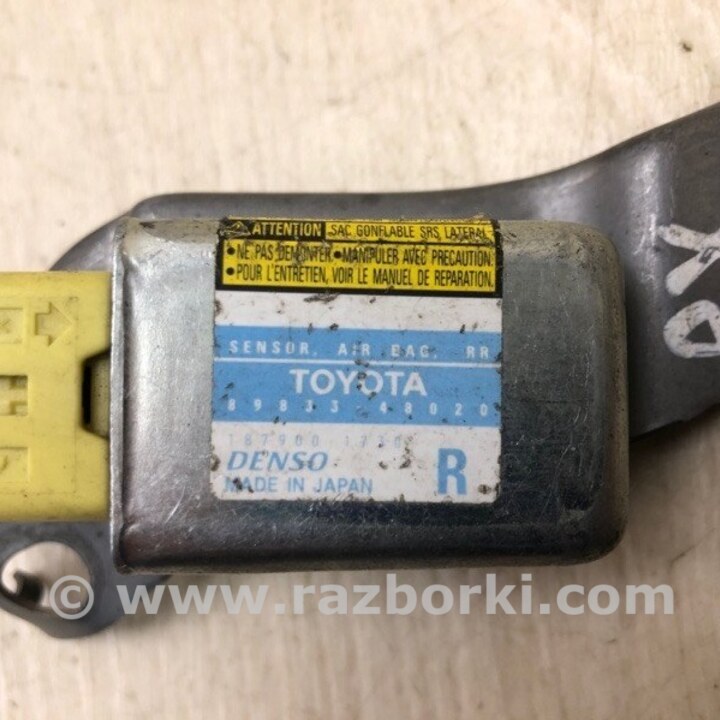 ATTENTION SAC GONFLABLE SRS LATERAL
•NE PAS DEMONTER •MANIPULER AVEC PRECAUTION
•POUR L'ENTRETIEN, VOIR LE MANUEL DE REPARATION.
SENSOR, AIR BAG, RR
TOYOTA
89833-48020
DENSO R
MADE IN JAPAN
© www.razborki.com